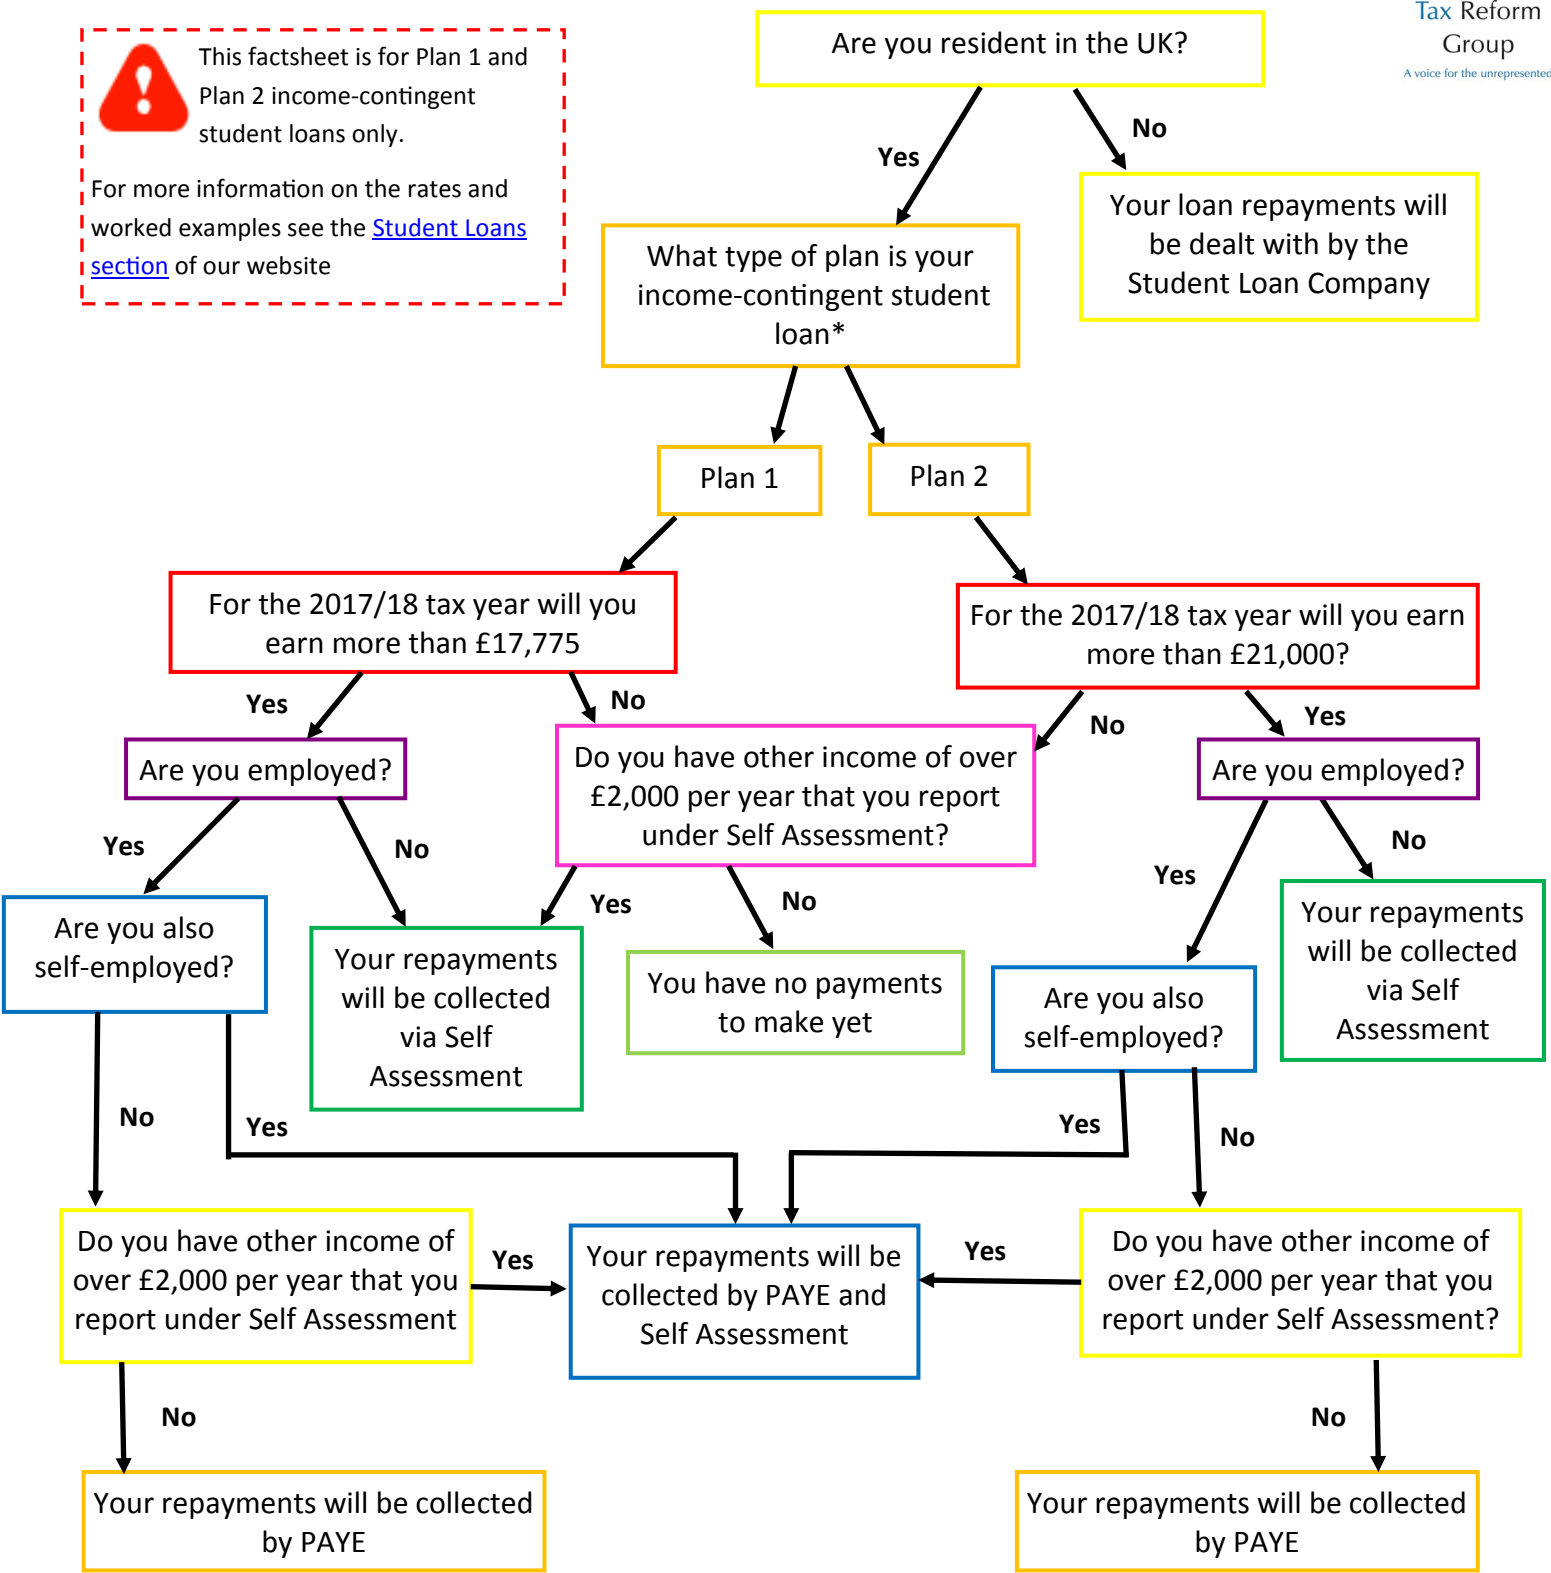 Tax Reform
Group
A voice for the unrepresented
This factsheet is for Plan 1 and
Plan 2 income-contingent
student loans only.
For more information on the rates and
worked examples see the Student Loans
section of our website
Are you resident in the UK?
Yes
No
Your loan repayments will
be dealt with by the
Student Loan Company
What type of plan is your
income-contingent student
loan*
Plan 1
Plan 2
For the 2017/18 tax year will you
earn more than £17,775
For the 2017/18 tax year will you earn
more than £21,000?
Yes
No
No
Yes
Are you employed?
Do you have other income of over
£2,000 per year that you report
under Self Assessment?
Are you employed?
Yes
No
Yes
No
Yes
No
Are you also
self-employed?
Your repayments
will be collected
via Self
Assessment
You have no payments
to make yet
Are you also
self-employed?
Your repayments
will be collected
via Self
Assessment
No
Yes
Yes
No
Do you have other income of
over £2,000 per year that you
report under Self Assessment
Yes
Your repayments will be
collected by PAYE and
Self Assessment
Yes
Do you have other income of
over £2,000 per year that you
report under Self Assessment?
No
No
Your repayments will be collected
by PAYE
Your repayments will be collected
by PAYE